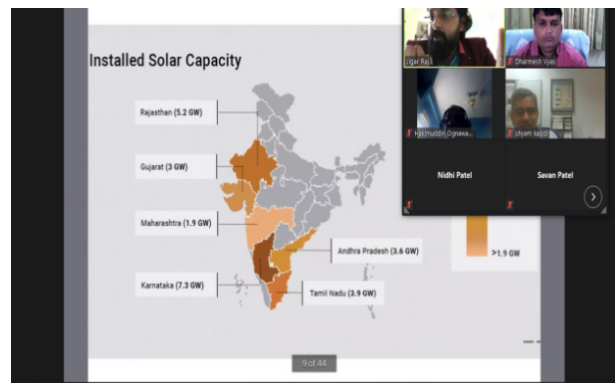 Installed Solar Capacity
Rajasthan (5.2 GW)
Gujarat (3 GW)
Maharashtra (1.9 GW)
Karnataka (7.3 GW)
Andhra Pradesh (3.6 GW)
Tamil Nadu (3.9 GW)
>1.9 GW
9 of 44
Dharmesh Vyas
Nidhi Patel
Savan Patel